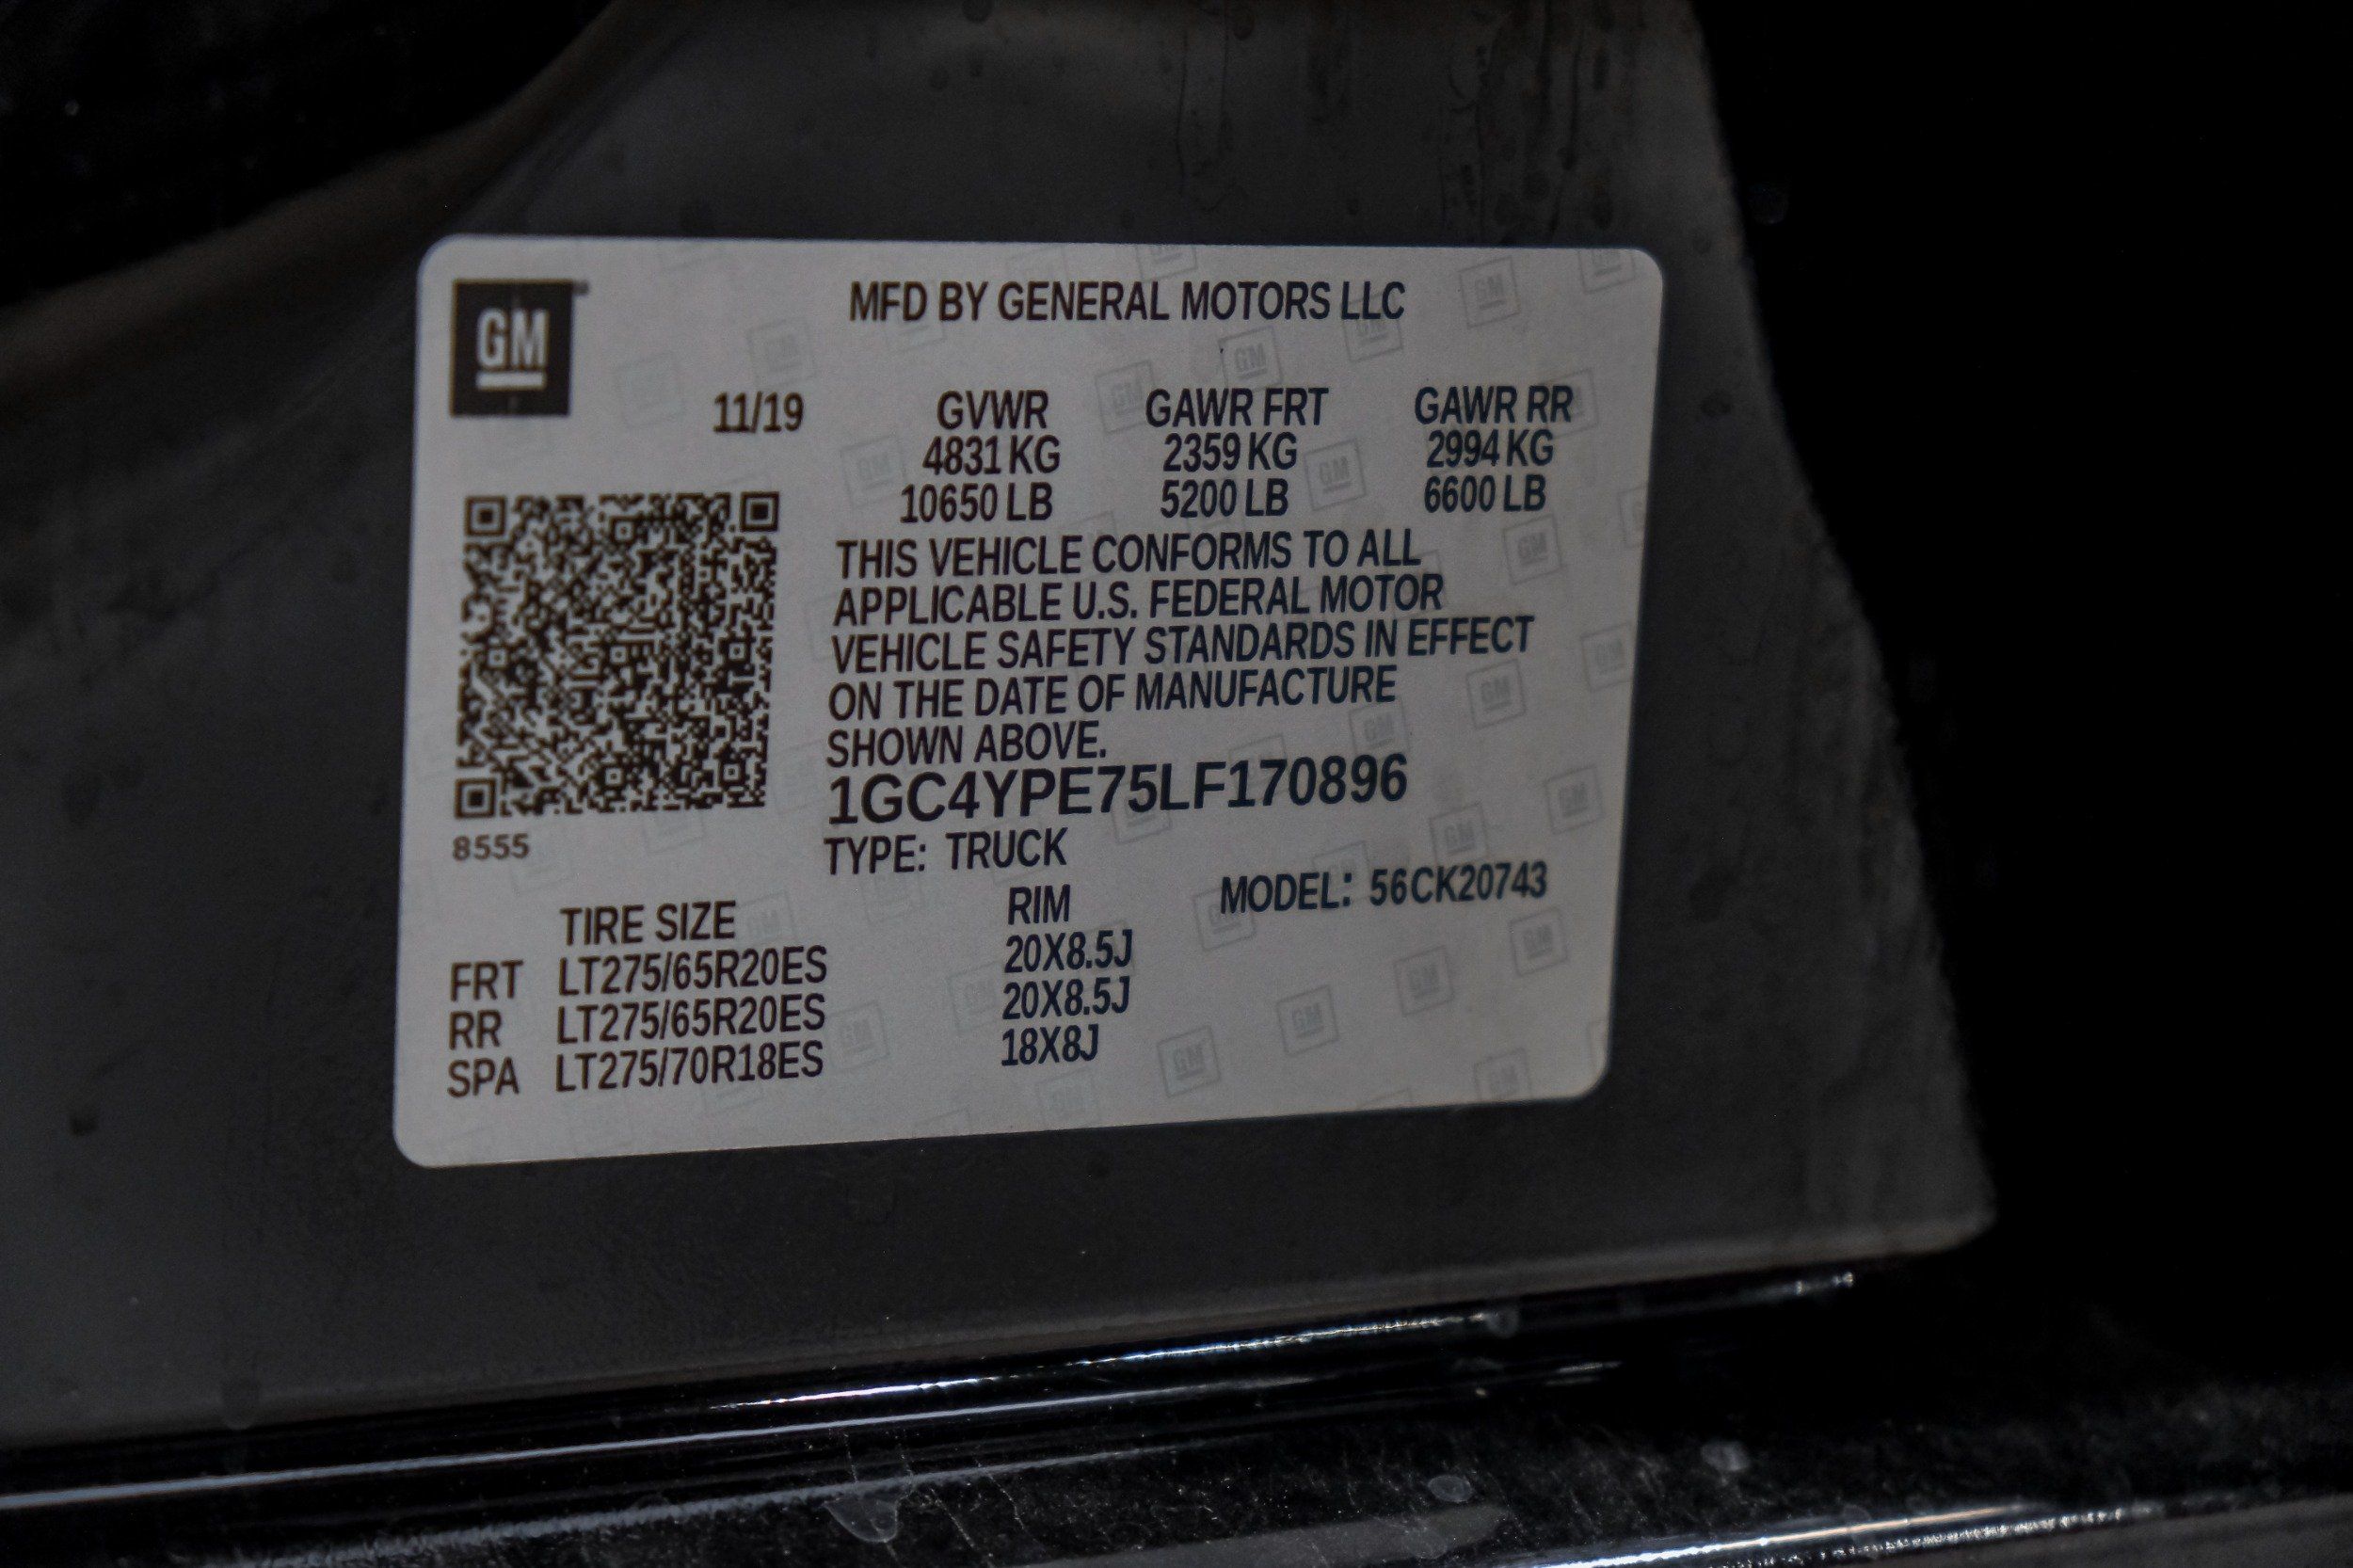 GM
MFD BY GENERAL MOTORS LLC
11/19 GVWR GAWR FRT GAWR RR
4831 KG 2359 KG 2994 KG
10650 LB 5200 LB 6600 LB
THIS VEHICLE CONFORMS TO ALL
APPLICABLE U.S. FEDERAL MOTOR
VEHICLE SAFETY STANDARDS IN EFFECT
ON THE DATE OF MANUFACTURE
SHOWN ABOVE.
1GC4YPE75LF170896
8555
TYPE: TRUCK
MODEL: 56CK20743
TIRE SIZE RIM
FRT LT275/65R20ES 20X8.5J
RR LT275/65R20ES 20X8.5J
SPA LT275/70R18ES 18X8J